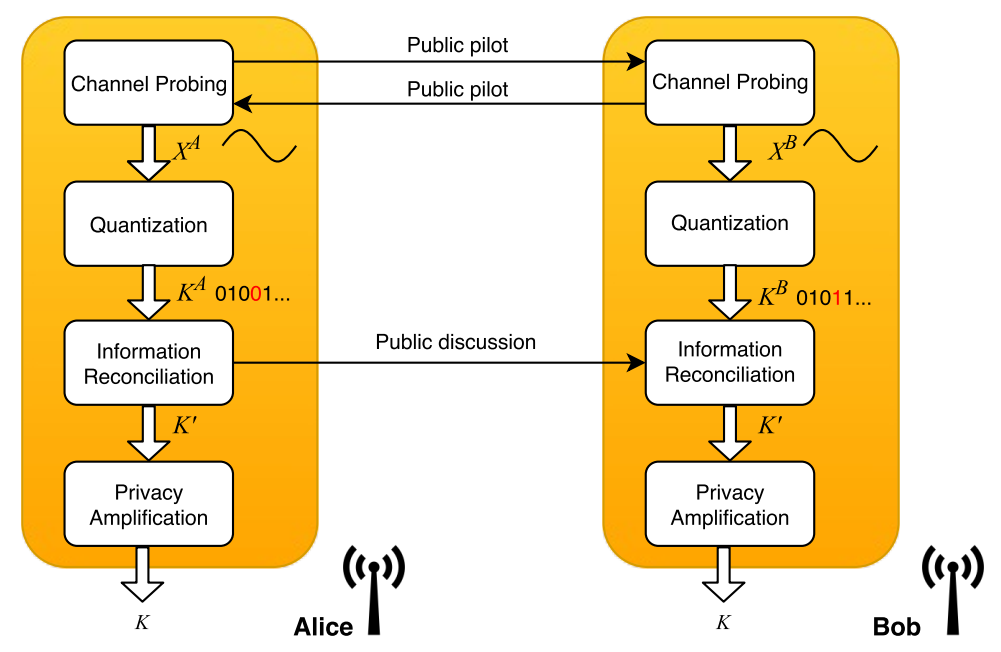 Public pilot
Channel Probing
Channel Probing
Public pilot
X^A
X^B
Quantization
Quantization
K^A 01001...
K^B 01011...
Public discussion
Information
Reconciliation
Information
Reconciliation
K'
K'
Privacy
Amplification
Privacy
Amplification
K
K
Alice
Bob